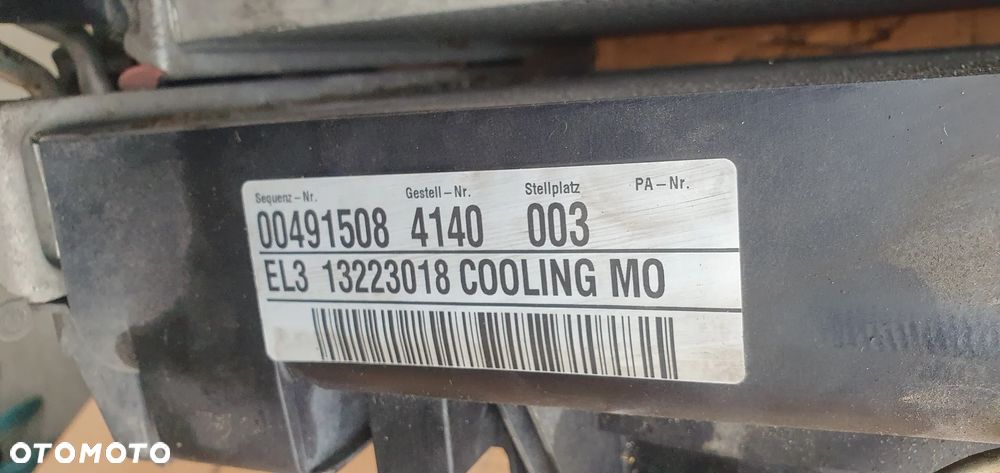 Sequenz-Nr. Gestell-Nr. Stellplatz PA-Nr.
00491508 4140 003
EL3 13223018 COOLING MO
OTOMOTO